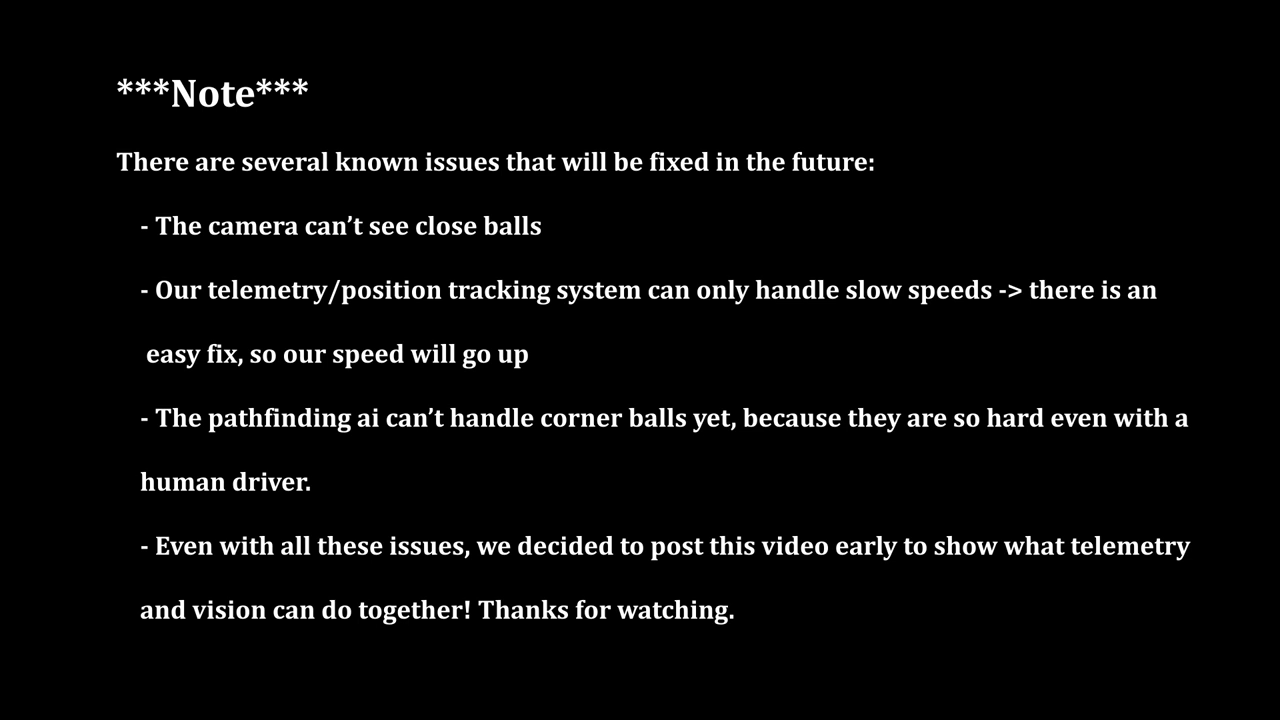 ***Note***
There are several known issues that will be fixed in the future:
- The camera can’t see close balls
- Our telemetry/position tracking system can only handle slow speeds -> there is an
easy fix, so our speed will go up
- The pathfinding ai can’t handle corner balls yet, because they are so hard even with a
human driver.
- Even with all these issues, we decided to post this video early to show what telemetry
and vision can do together! Thanks for watching.